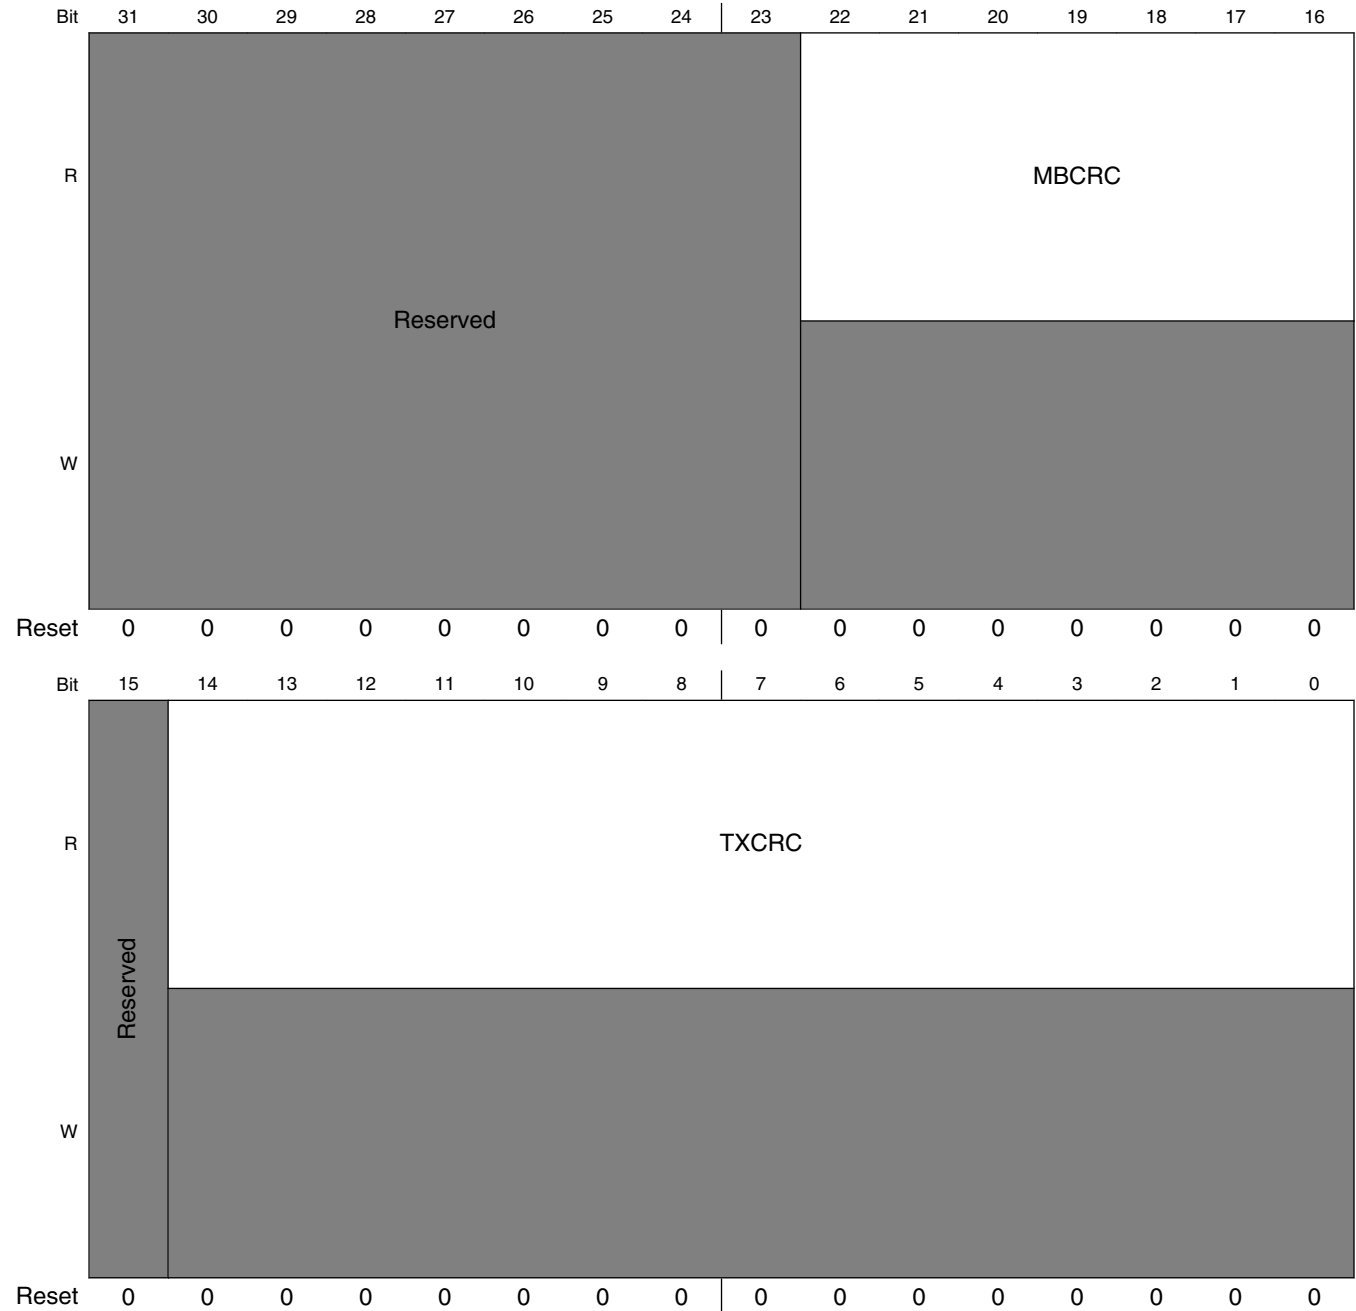 Bit 31 30 29 28 27 26 25 24 23 22 21 20 19 18 17 16
R MBCRC
Reserved
W
Reset 0 0 0 0 0 0 0 0 0 0 0 0 0 0 0 0
Bit 15 14 13 12 11 10 9 8 7 6 5 4 3 2 1 0
R TXCRC
Reserved
W
Reset 0 0 0 0 0 0 0 0 0 0 0 0 0 0 0 0